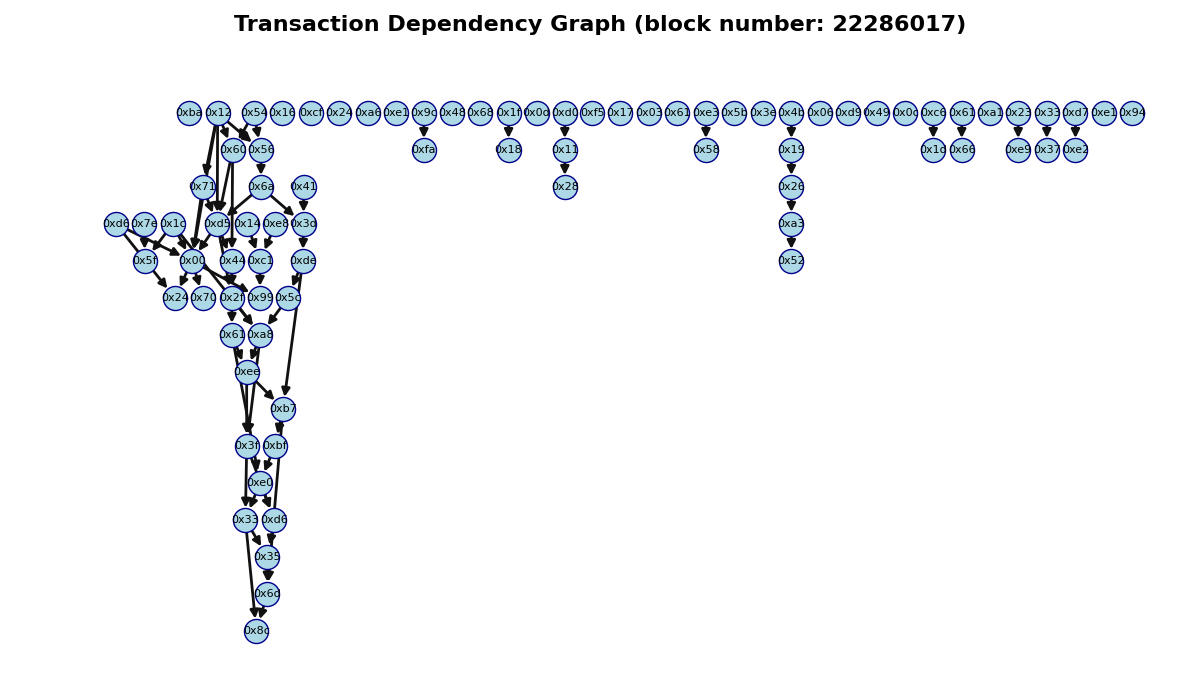 Transaction Dependency Graph (block number: 22286017)
0xba 0x12 0x54 0x16 0xcf 0x24 0xa6 0xe1 0x9c 0x48 0x68 0x1f 0x0d 0xd0 0xf5 0x17 0x03 0x61 0xe3 0x5b 0x3e 0x4b 0x06 0xd9 0x49 0x0c 0xc6 0x61 0xa1 0x23 0x33 0xd7 0xe1 0x94
0x6d 0x56 0xfa 0x18 0x11 0x58 0x19 0x1d 0x66 0xe9 0x37 0xe2
0x71 0x6a 0x41 0x28 0x26
0xd6 0x7e 0x1c 0xd5 0x14 0xe8 0x3d 0xa3
0x5f 0x00 0x44 0xc1 0xde 0x52
0x24 0x70 0x2f 0x99 0x5c
0x61 0xa8
0xee
0xb7
0x3f 0xbf
0xe0
0x33 0xd6
0x35
0x6d
0x8c